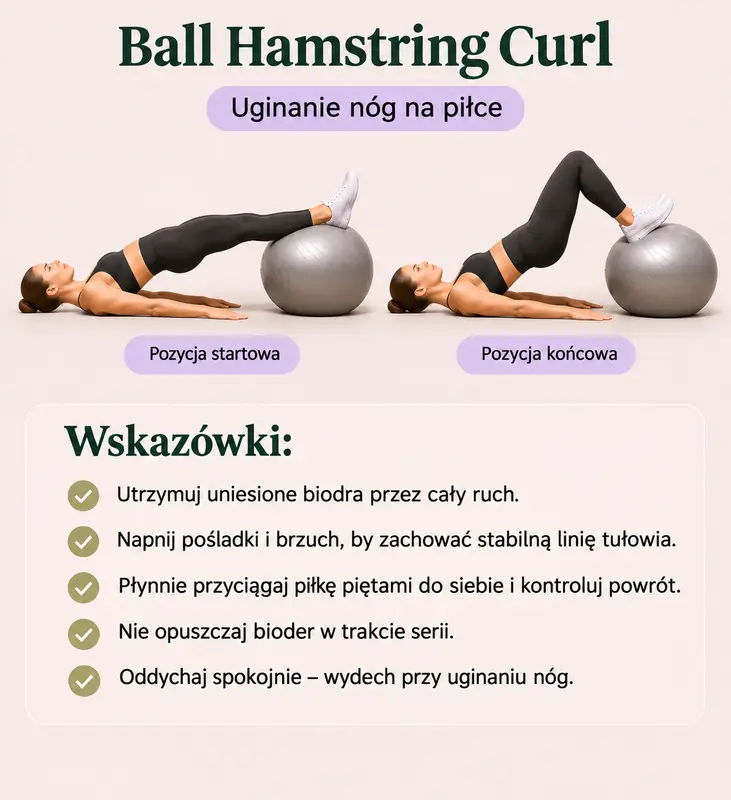 Ball Hamstring Curl
Uginanie nóg na piłce
Pozycja startowa
Pozycja końcowa
Wskazówki:
Utrzymuj uniesione biodra przez cały ruch.
Napnij pośladki i brzuch, by zachować stabilną linię tułowia.
Płynnie przyciągaj piłkę piętami do siebie i kontroluj powrót.
Nie opuszczaj bioder w trakcie serii.
Oddychaj spokojnie – wydech przy uginaniu nóg.